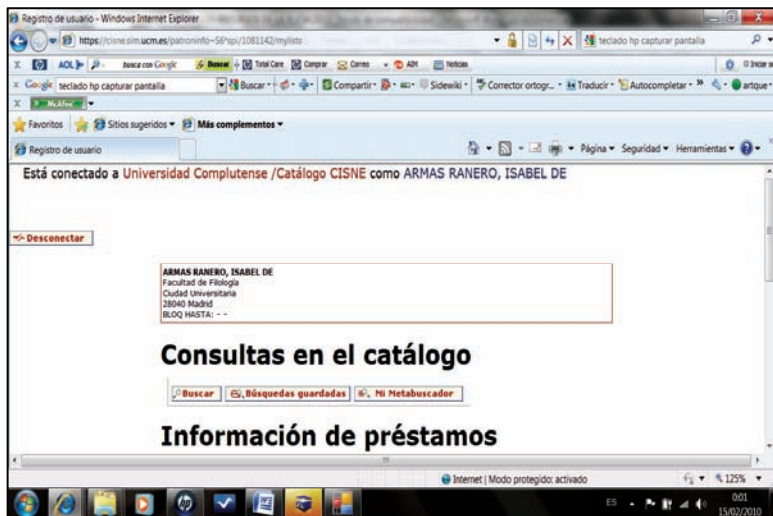 Registro de usuario - Windows Internet Explorer
https://cisne.sim.ucm.es/patroninfo~S6*spi/1081142/mylists
teclado hp capturar pantalla
X AOL busca con Google Buscar Total Care Comprar Correo AIM Noticias
x Google teclado hp capturar pantalla Buscar Compartir Sidewiki Corrector ortogr... Traducir Autocompletar » artque
X McAfee
Favoritos Sitios sugeridos Más complementos
Registro de usuario Página Seguridad Herramientas
Está conectado a Universidad Complutense /Catálogo CISNE como ARMAS RANERO, ISABEL DE
Desconectar
ARMAS RANERO, ISABEL DE
Facultad de Filología
Ciudad Universitaria
28040 Madrid
BLOQ HASTA: - -
Consultas en el catálogo
Buscar Búsquedas guardadas Mi Metabuscador
Información de préstamos
Internet | Modo protegido: activado 125%
ES 0:01
15/02/2010